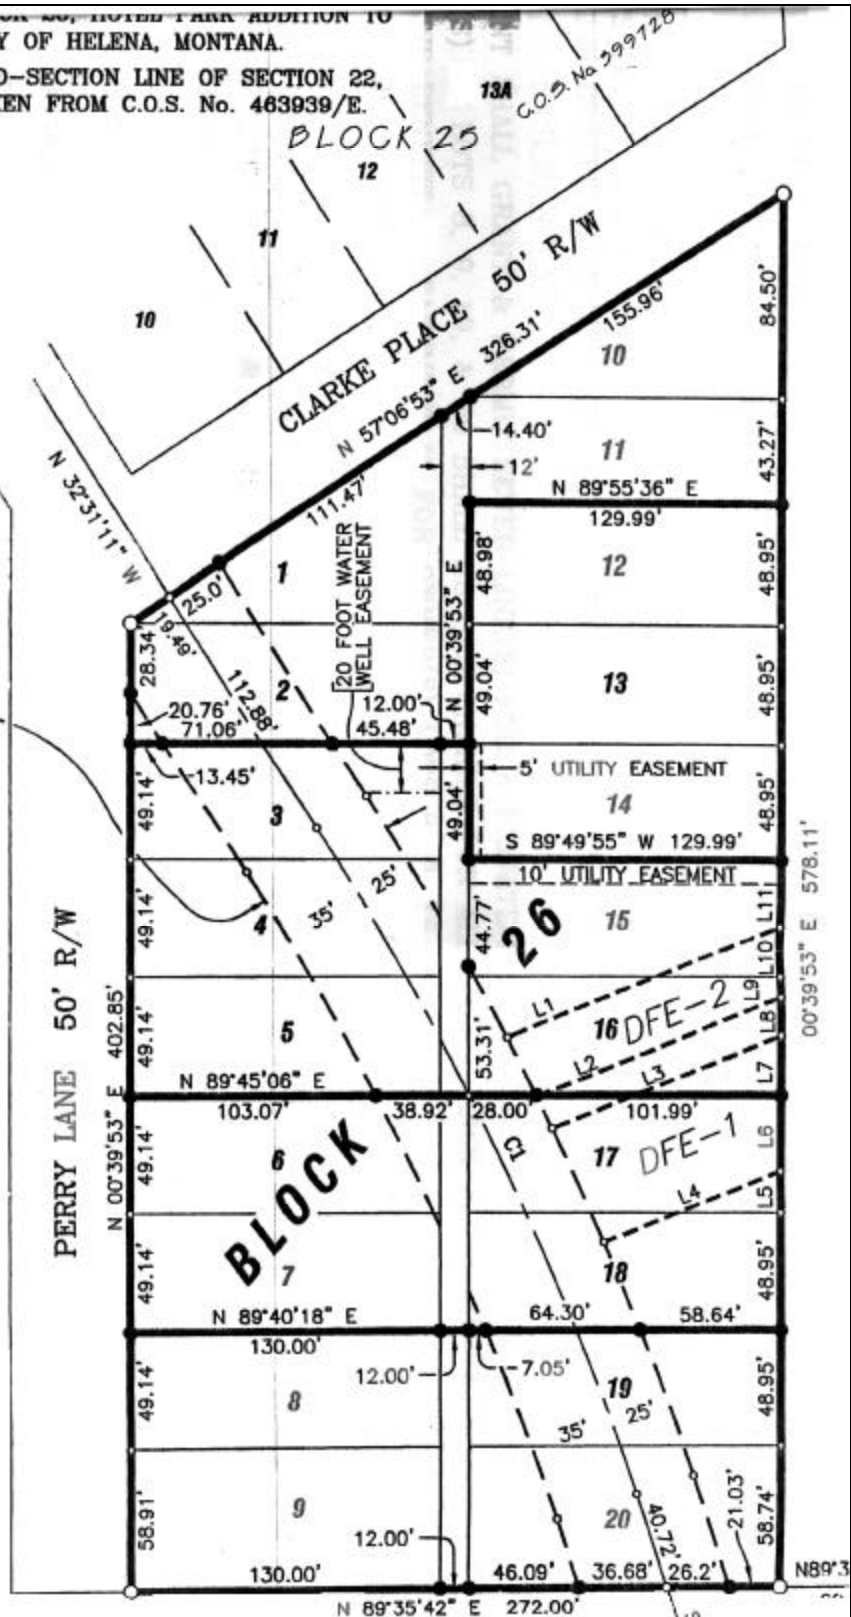 HOTEL PARK ADDITION TO
Y OF HELENA, MONTANA.
D-SECTION LINE OF SECTION 22,
EN FROM C.O.S. No. 463939/E.
13A
C.O.S. No 399728
BLOCK 25
12
11
10
CLARKE PLACE 50' R/W
N 57°06'53" E 326.31'
155.96'
84.50'
10
14.40'
11
43.27'
12'
N 89°55'36" E
129.99'
N 32°31'11" W
111.47'
25.0'
19.49'
28.34'
1
20 FOOT WATER
WELL EASEMENT
N 00°39'53" E
48.98'
12
48.95'
2
112.88'
20.76'
71.06'
12.00'
45.48'
49.04'
13
48.95'
13.45'
49.14'
3
49.04'
5' UTILITY EASEMENT
14
48.95'
S 89°49'55" W 129.99'
10' UTILITY EASEMENT
25'
35'
4
49.14'
44.77'
26
15
L11
L10
00°39'53" E 578.11'
PERRY LANE 50' R/W
N 00°39'53" E 402.85'
5
49.14'
53.31'
L1
16
DFE-2
L9
L8
L2
L3
L7
N 89°45'06" E
103.07'
38.92'
28.00'
101.99'
6
49.14'
C1
17
DFE-1
L6
L4
L5
BLOCK
7
49.14'
18
48.95'
N 89°40'18" E
130.00'
64.30'
58.64'
12.00'
7.05'
8
49.14'
19
25'
35'
48.95'
9
58.91'
20
40.72'
21.03'
58.74'
12.00'
130.00'
46.09'
36.68'
26.2'
N89°3
N 89°35'42" E 272.00'